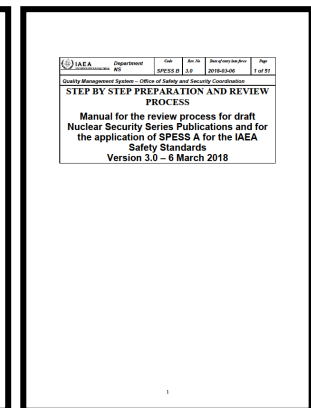 IAEA Department NS Code SPESS B Rev. No 3.0 Date of entry into force 2018-03-06 Page 1 of 51
Quality Management System – Office of Safety and Security Coordination
STEP BY STEP PREPARATION AND REVIEW
PROCESS
Manual for the review process for draft
Nuclear Security Series Publications and for
the application of SPESS A for the IAEA
Safety Standards
Version 3.0 – 6 March 2018
1